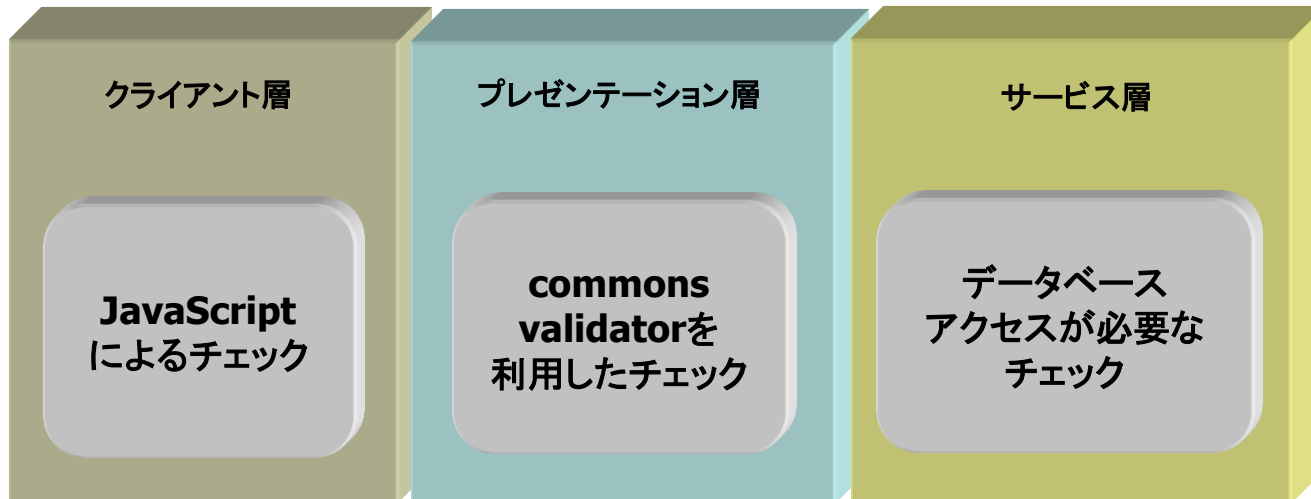 クライアント層
プレゼンテーション層
サービス層
JavaScript
によるチェック
commons
validatorを
利用したチェック
データベース
アクセスが必要な
チェック